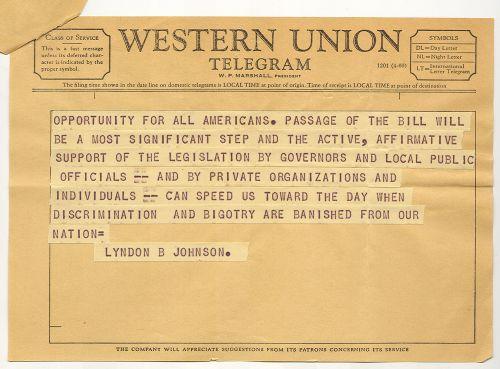 CLASS OF SERVICE
This is a fast message
unless its deferred char-
acter is indicated by the
proper symbol.
WESTERN UNION
TELEGRAM
W. P. MARSHALL, PRESIDENT
1201 (4-60)
SYMBOLS
DL=Day Letter
NL=Night Letter
LT=International
Letter Telegram
The filing time shown in the date line on domestic telegrams is LOCAL TIME at point of origin. Time of receipt is LOCAL TIME at point of destination
OPPORTUNITY FOR ALL AMERICANS. PASSAGE OF THE BILL WILL
BE A MOST SIGNIFICANT STEP AND THE ACTIVE, AFFIRMATIVE
SUPPORT OF THE LEGISLATION BY GOVERNORS AND LOCAL PUBLIC
OFFICIALS -- AND BY PRIVATE ORGANIZATIONS AND
INDIVIDUALS -- CAN SPEED US TOWARD THE DAY WHEN
DISCRIMINATION AND BIGOTRY ARE BANISHED FROM OUR
NATION=
LYNDON B JOHNSON.
THE COMPANY WILL APPRECIATE SUGGESTIONS FROM ITS PATRONS CONCERNING ITS SERVICE